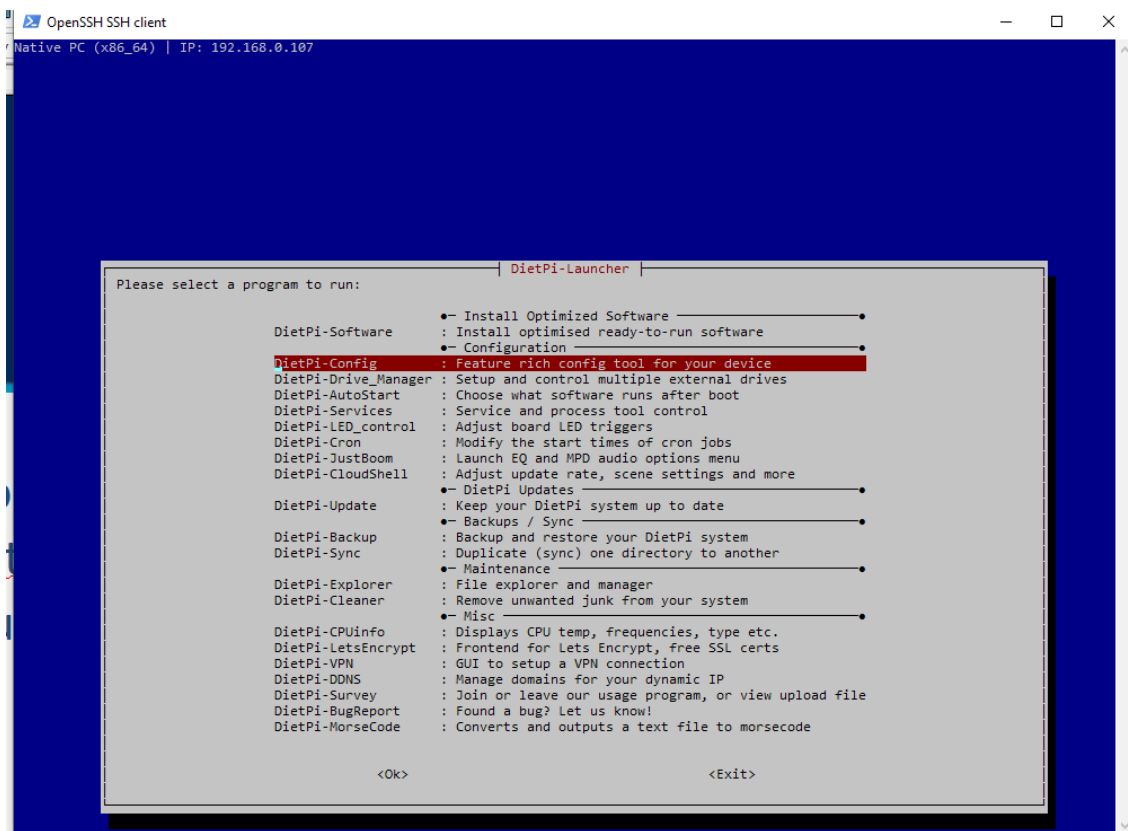 OpenSSH SSH client
Native PC (x86_64) | IP: 192.168.0.107
DietPi-Launcher
Please select a program to run:
Install Optimized Software
DietPi-Software : Install optimised ready-to-run software
Configuration
DietPi-Config : Feature rich config tool for your device
DietPi-Drive_Manager : Setup and control multiple external drives
DietPi-AutoStart : Choose what software runs after boot
DietPi-Services : Service and process tool control
DietPi-LED_control : Adjust board LED triggers
DietPi-Cron : Modify the start times of cron jobs
DietPi-JustBoom : Launch EQ and MPD audio options menu
DietPi-CloudShell : Adjust update rate, scene settings and more
DietPi Updates
DietPi-Update : Keep your DietPi system up to date
Backups / Sync
DietPi-Backup : Backup and restore your DietPi system
DietPi-Sync : Duplicate (sync) one directory to another
Maintenance
DietPi-Explorer : File explorer and manager
DietPi-Cleaner : Remove unwanted junk from your system
Misc
DietPi-CPUinfo : Displays CPU temp, frequencies, type etc.
DietPi-LetsEncrypt : Frontend for Lets Encrypt, free SSL certs
DietPi-VPN : GUI to setup a VPN connection
DietPi-DDNS : Manage domains for your dynamic IP
DietPi-Survey : Join or leave our usage program, or view upload file
DietPi-BugReport : Found a bug? Let us know!
DietPi-MorseCode : Converts and outputs a text file to morsecode
<Ok> <Exit>